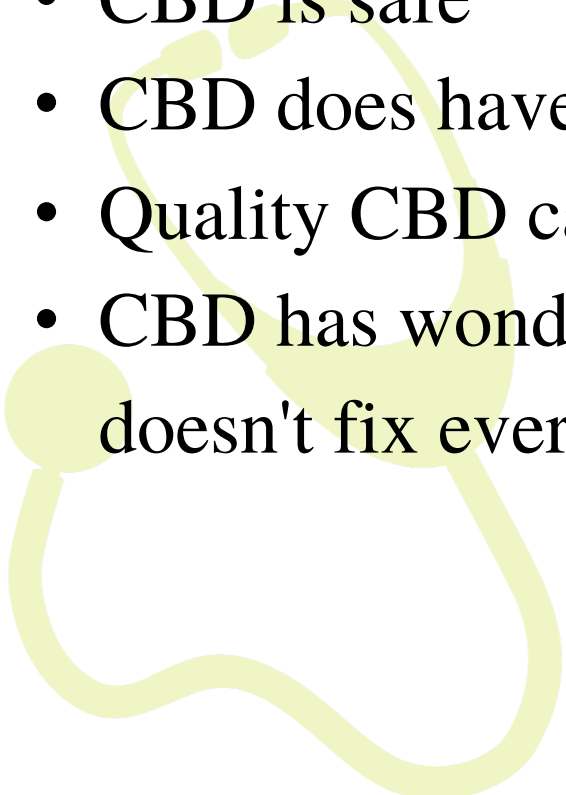 • CBD is safe
• CBD does have
• Quality CBD
• CBD has
doesn't fix